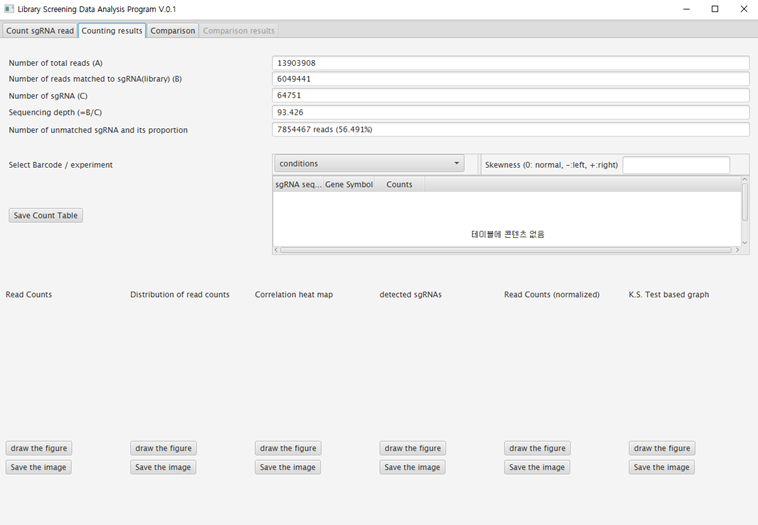 Library Screening Data Analysis Program V.0.1
Count sgRNA read Counting results Comparison Comparison results
Number of total reads (A) 13903908
Number of reads matched to sgRNA(library) (B) 6049441
Number of sgRNA (C) 64751
Sequencing depth (=B/C) 93.426
Number of unmatched sgRNA and its proportion 7854467 reads (56.491%)
Select Barcode / experiment conditions Skewness (0: normal, -:left, +:right)
sgRNA seq... Gene Symbol Counts
Save Count Table
테이블에 콘텐츠 없음
Read Counts Distribution of read counts Correlation heat map detected sgRNAs Read Counts (normalized) K.S. Test based graph
draw the figure draw the figure draw the figure draw the figure draw the figure draw the figure
Save the image Save the image Save the image Save the image Save the image Save the image